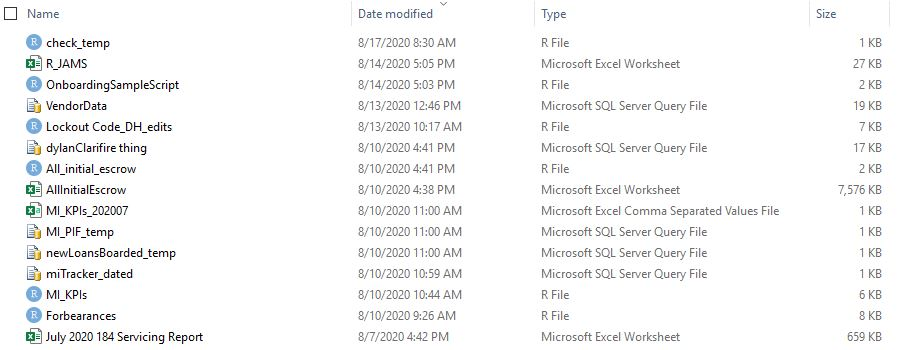 Name Date modified Type Size
check_temp 8/17/2020 8:30 AM R File 1 KB
R_JAMS 8/14/2020 5:05 PM Microsoft Excel Worksheet 27 KB
OnboardingSampleScript 8/14/2020 5:03 PM R File 2 KB
VendorData 8/13/2020 12:46 PM Microsoft SQL Server Query File 19 KB
Lockout Code_DH_edits 8/13/2020 10:17 AM R File 7 KB
dylanClarifire thing 8/10/2020 4:41 PM Microsoft SQL Server Query File 17 KB
All_initial_escrow 8/10/2020 4:41 PM R File 2 KB
AllInitialEscrow 8/10/2020 4:38 PM Microsoft Excel Worksheet 7,576 KB
MI_KPIs_202007 8/10/2020 11:00 AM Microsoft Excel Comma Separated Values File 1 KB
MI_PIF_temp 8/10/2020 11:00 AM Microsoft SQL Server Query File 1 KB
newLoansBoarded_temp 8/10/2020 11:00 AM Microsoft SQL Server Query File 1 KB
miTracker_dated 8/10/2020 10:59 AM Microsoft SQL Server Query File 1 KB
MI_KPIs 8/10/2020 10:44 AM R File 6 KB
Forbearances 8/10/2020 9:26 AM R File 8 KB
July 2020 184 Servicing Report 8/7/2020 4:42 PM Microsoft Excel Worksheet 659 KB